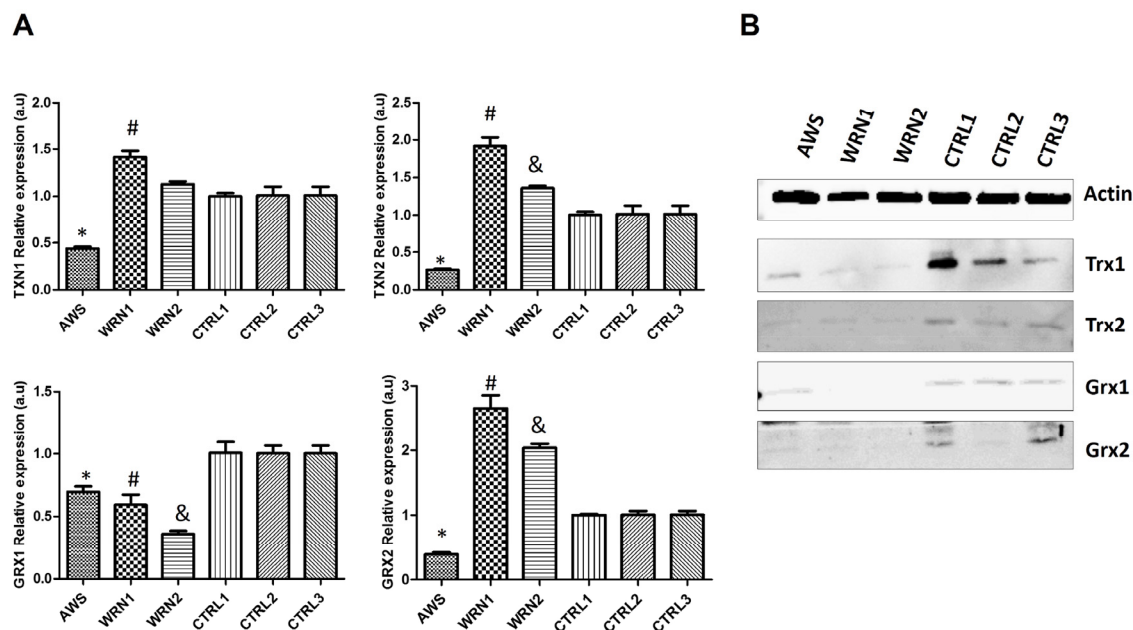 A
TXN1 Relative expression (a.u)
2.0
1.5
1.0
0.5
0.0
*
#
AWS
WRN1
WRN2
CTRL1
CTRL2
CTRL3
TXN2 Relative expression (a.u)
2.5
2.0
1.5
1.0
0.5
0.0
*
#
&
AWS
WRN1
WRN2
CTRL1
CTRL2
CTRL3
GRX1 Relative expression (a.u)
1.5
1.0
0.5
0.0
*
#
&
AWS
WRN1
WRN2
CTRL1
CTRL2
CTRL3
GRX2 Relative expression (a.u)
3
2
1
0
*
#
&
AWS
WRN1
WRN2
CTRL1
CTRL2
CTRL3
B
AWS
WRN1
WRN2
CTRL1
CTRL2
CTRL3
Actin
Trx1
Trx2
Grx1
Grx2